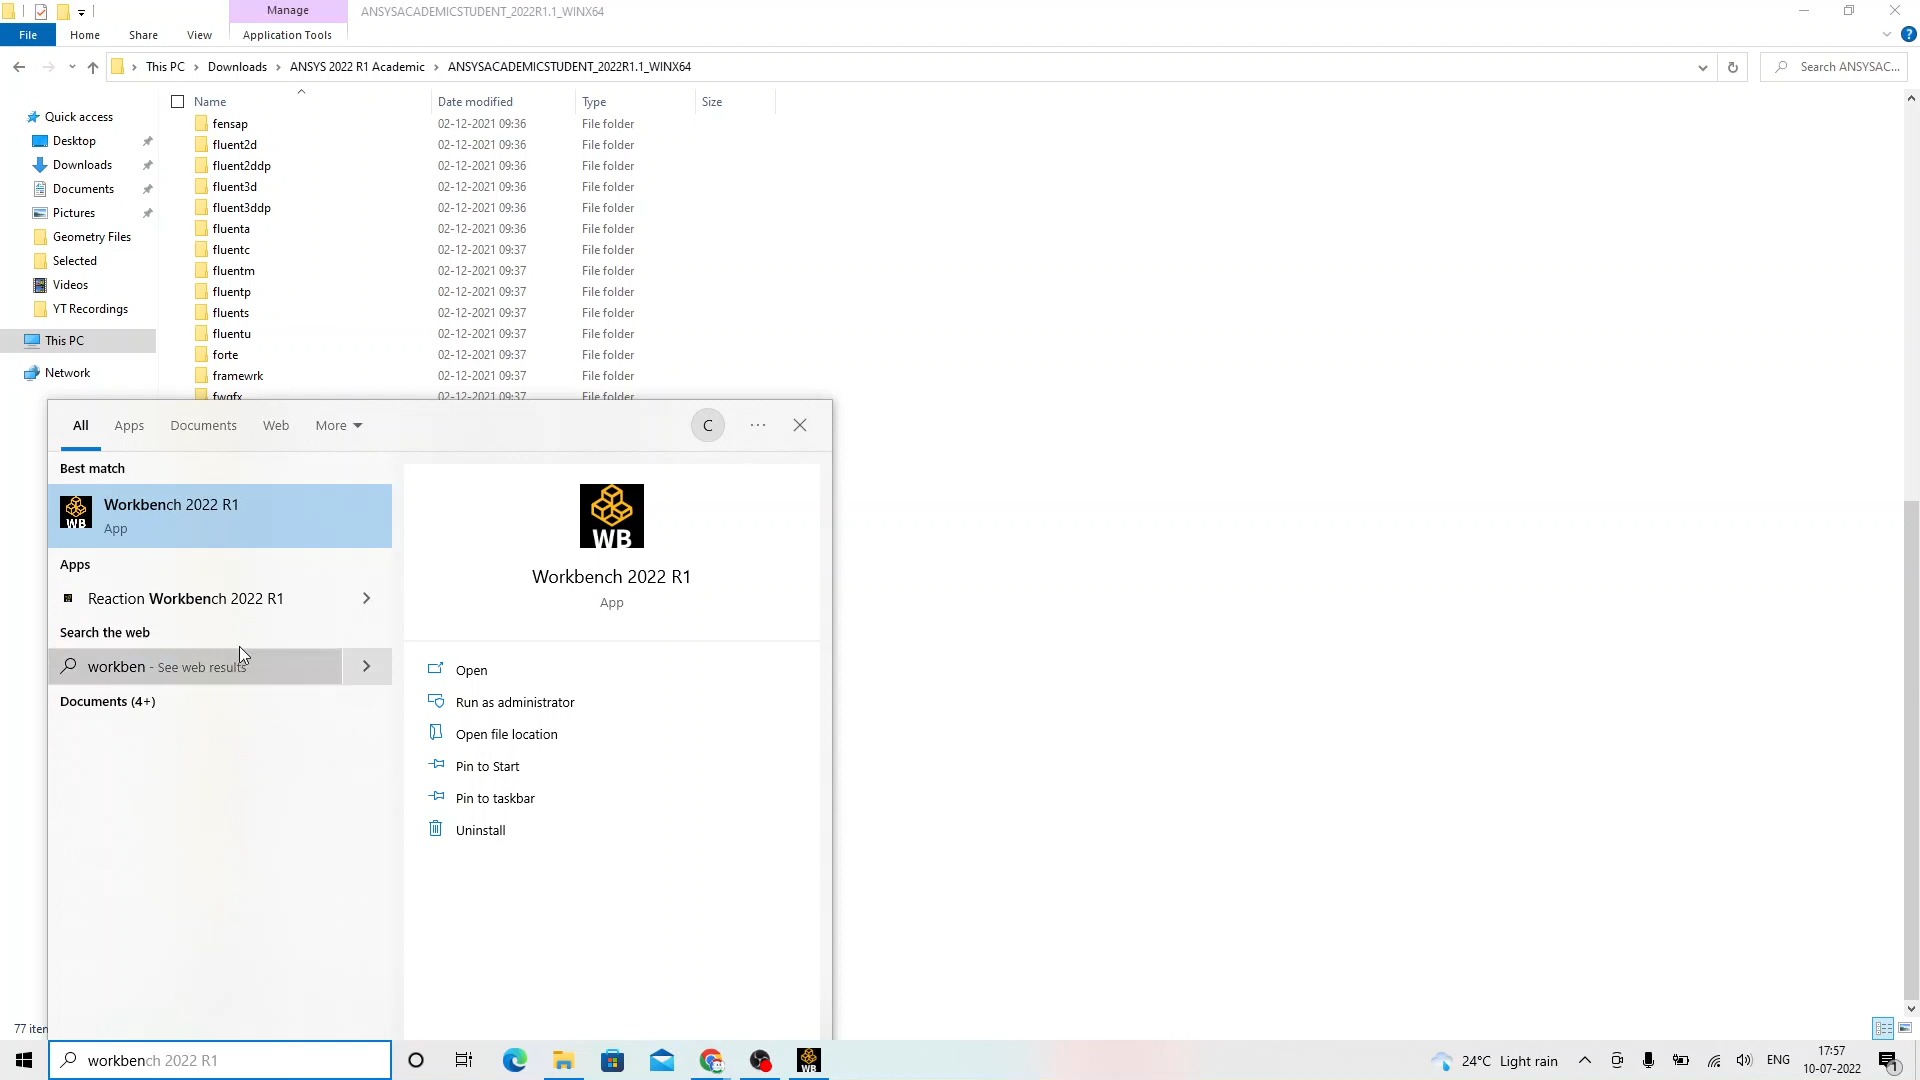 Manage
ANSYSACADEMICSTUDENT_2022R1.1_WINX64
File
Home
Share
View
Application Tools
This PC
Downloads
ANSYS 2022 R1 Academic
ANSYSACADEMICSTUDENT_2022R1.1_WINX64
Search ANSYSAC...
Name
Date modified
Type
Size
Quick access
Desktop
Downloads
Documents
Pictures
Geometry Files
Selected
Videos
YT Recordings
This PC
Network
fensap 02-12-2021 09:36 File folder
fluent2d 02-12-2021 09:36 File folder
fluent2ddp 02-12-2021 09:36 File folder
fluent3d 02-12-2021 09:36 File folder
fluent3ddp 02-12-2021 09:36 File folder
fluenta 02-12-2021 09:36 File folder
fluentc 02-12-2021 09:37 File folder
fluentm 02-12-2021 09:37 File folder
fluentp 02-12-2021 09:37 File folder
fluents 02-12-2021 09:37 File folder
fluentu 02-12-2021 09:37 File folder
forte 02-12-2021 09:37 File folder
framewrk 02-12-2021 09:37 File folder
02-12-2021 09:37 File folder
All
Apps
Documents
Web
More
C
Best match
WB
Workbench 2022 R1
App
Apps
Reaction Workbench 2022 R1
Search the web
workben - See web results
Documents (4+)
WB
Workbench 2022 R1
App
Open
Run as administrator
Open file location
Pin to Start
Pin to taskbar
Uninstall
77
workbench 2022 R1
WB
24°C Light rain
ENG
17:57
10-07-2022
1